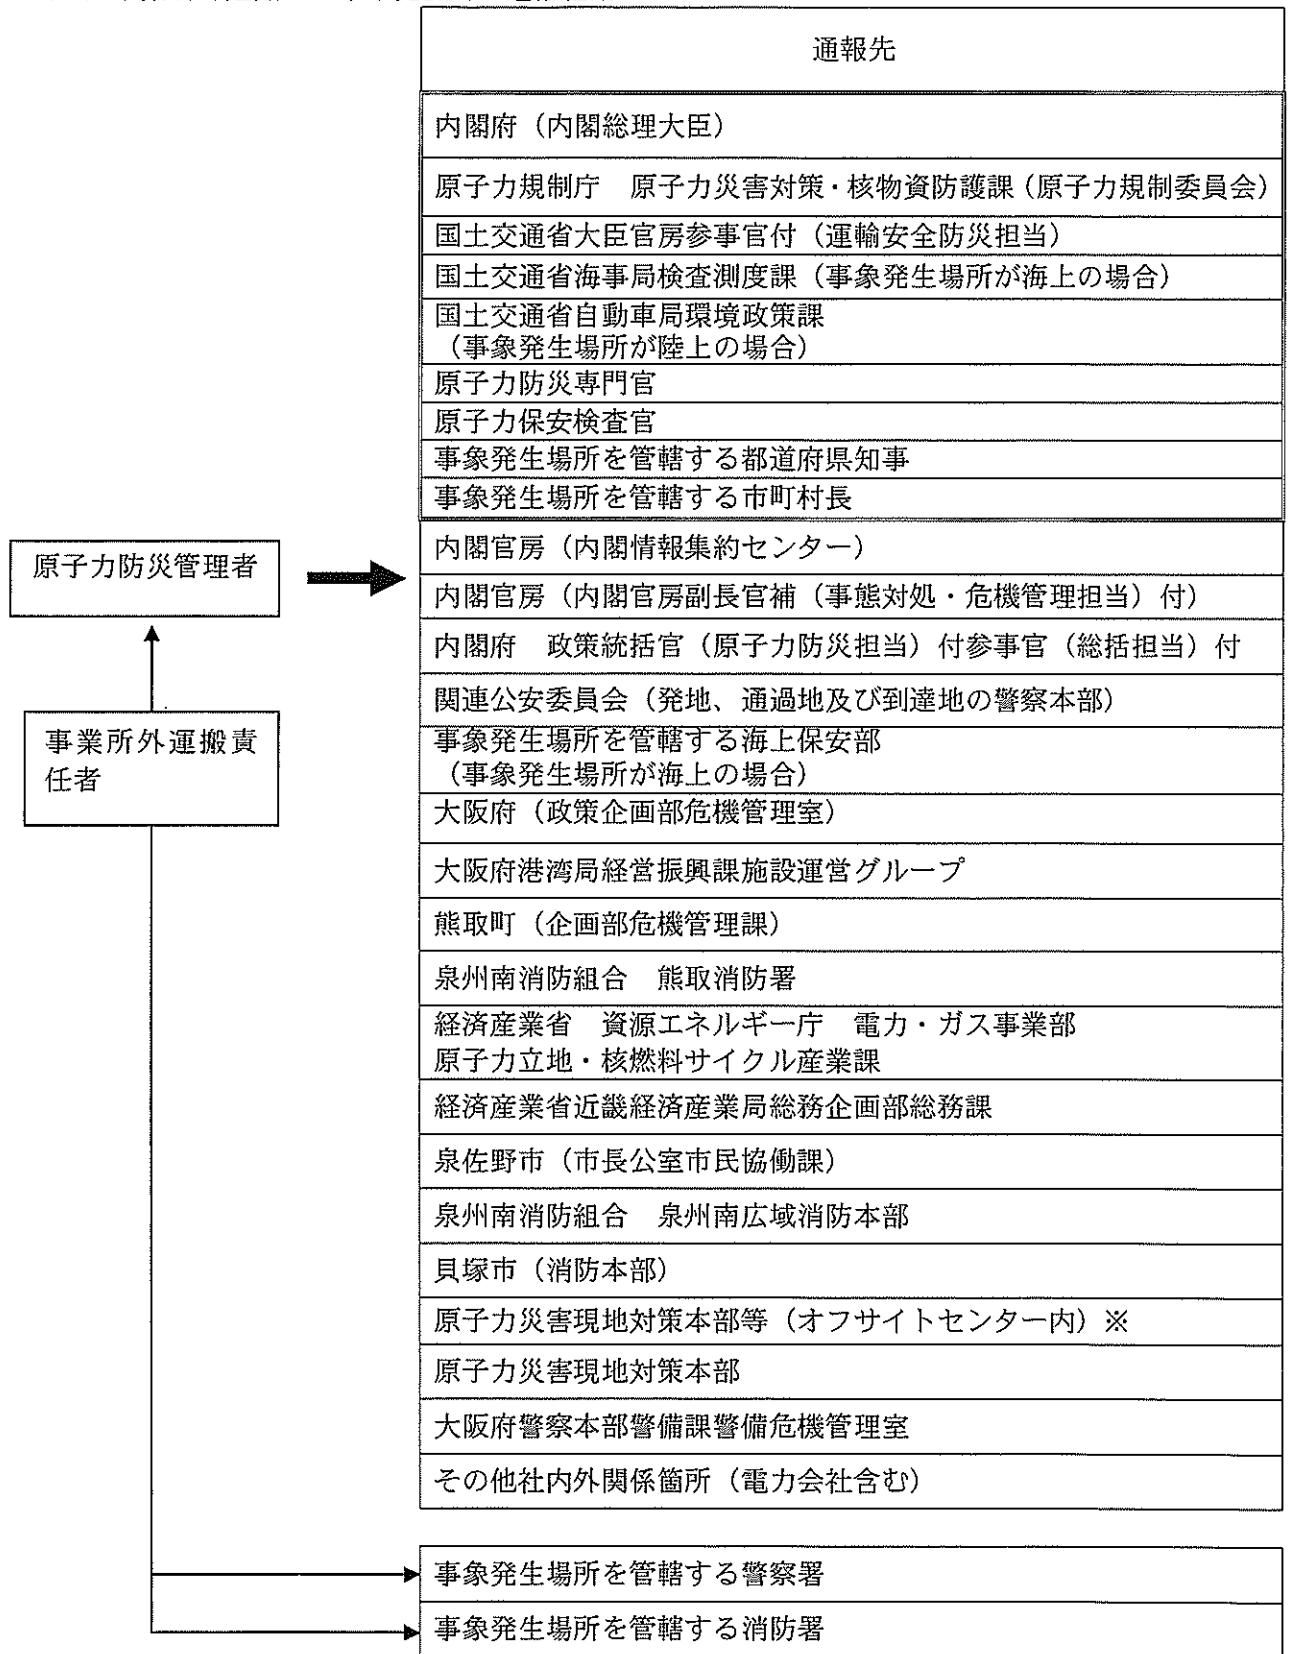 通報先
内閣府（内閣総理大臣）
原子力規制庁　原子力災害対策・核物資防護課（原子力規制委員会）
国土交通省大臣官房参事官付（運輸安全防災担当）
国土交通省海事局検査測度課（事象発生場所が海上の場合）
国土交通省自動車局環境政策課
（事象発生場所が陸上の場合）
原子力防災専門官
原子力保安検査官
事象発生場所を管轄する都道府県知事
事象発生場所を管轄する市町村長
内閣官房（内閣情報集約センター）
内閣官房（内閣官房副長官補（事態対処・危機管理担当）付）
内閣府　政策統括官（原子力防災担当）付参事官（総括担当）付
関連公安委員会（発地、通過地及び到達地の警察本部）
事象発生場所を管轄する海上保安部
（事象発生場所が海上の場合）
大阪府（政策企画部危機管理室）
大阪府港湾局経営振興課施設運営グループ
熊取町（企画部危機管理課）
泉州南消防組合　熊取消防署
経済産業省　資源エネルギー庁　電力・ガス事業部
原子力立地・核燃料サイクル産業課
経済産業省近畿経済産業局総務企画部総務課
泉佐野市（市長公室市民協働課）
泉州南消防組合　泉州南広域消防本部
貝塚市（消防本部）
原子力災害現地対策本部等（オフサイトセンター内）※
原子力災害現地対策本部
大阪府警察本部警備課警備危機管理室
その他社内外関係箇所（電力会社含む）
原子力防災管理者
事業所外運搬責
任者
事象発生場所を管轄する警察署
事象発生場所を管轄する消防署